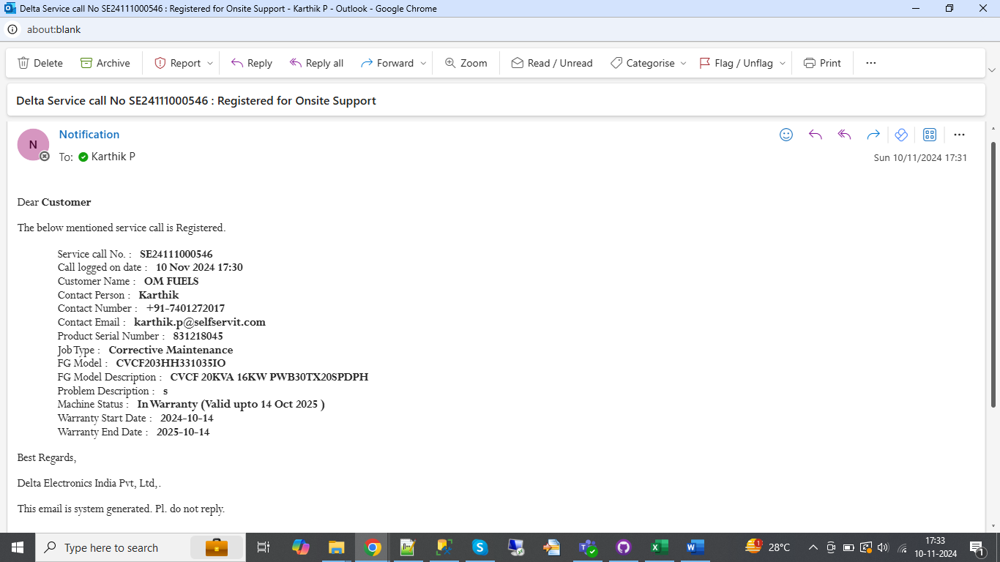 Delta Service call No SE24111000546 : Registered for Onsite Support - Karthik P - Outlook - Google Chrome
about:blank
Delete Archive Report Reply Reply all Forward Zoom Read / Unread Categorise Flag / Unflag Print
Delta Service call No SE24111000546 : Registered for Onsite Support
N
Notification
To: Karthik P
Sun 10/11/2024 17:31
Dear Customer
The below mentioned service call is Registered.
Service call No. : SE24111000546
Call logged on date : 10 Nov 2024 17:30
Customer Name : OM FUELS
Contact Person : Karthik
Contact Number : +91-7401272017
Contact Email : karthik.p@selfservit.com
Product Serial Number : 831218045
Job Type : Corrective Maintenance
FG Model : CVCF203HH331035IO
FG Model Description : CVCF 20KVA 16KW PWB30TX20SPDPH
Problem Description : s
Machine Status : In Warranty (Valid upto 14 Oct 2025 )
Warranty Start Date : 2024-10-14
Warranty End Date : 2025-10-14
Best Regards,
Delta Electronics India Pvt, Ltd,.
This email is system generated. Pl. do not reply.
Type here to search
1
28°C
17:33
10-11-2024
1